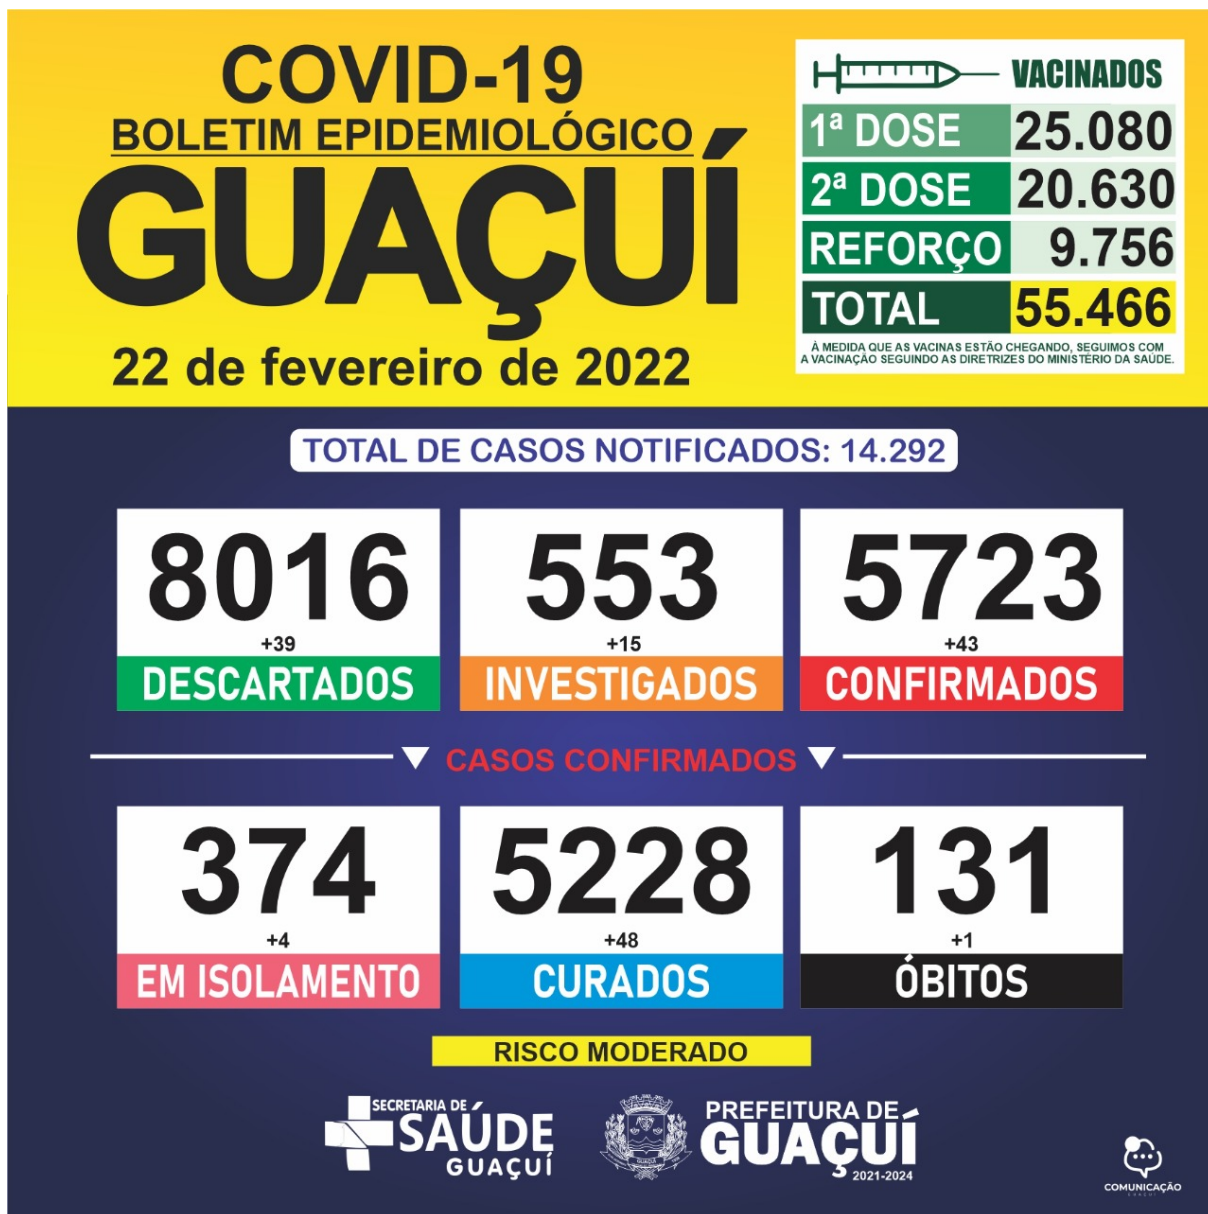 COVID-19
BOLETIM EPIDEMIOLÓGICO
GUAÇUÍ
22 de fevereiro de 2022
VACINADOS
1ª DOSE 25.080
2ª DOSE 20.630
REFORÇO 9.756
TOTAL 55.466
À MEDIDA QUE AS VACINAS ESTÃO CHEGANDO, SEGUIMOS COM
A VACINAÇÃO SEGUINDO AS DIRETRIZES DO MINISTÉRIO DA SAÚDE.
TOTAL DE CASOS NOTIFICADOS: 14.292
8016
+39
DESCARTADOS
553
+15
INVESTIGADOS
5723
+43
CONFIRMADOS
CASOS CONFIRMADOS
374
+4
EM ISOLAMENTO
5228
+48
CURADOS
131
+1
ÓBITOS
RISCO MODERADO
SECRETARIA DE
SAÚDE
GUAÇUÍ
GUAÇUÍ
PREFEITURA DE
GUAÇUÍ
2021-2024
COMUNICAÇÃO
GUAÇUÍ